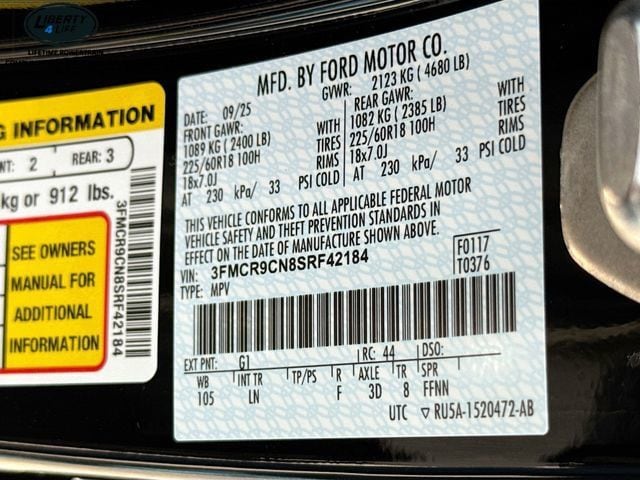 LIBERTY
4 LIFE
G INFORMATION
NT: 2 REAR: 3
kg or 912 lbs.
SEE OWNERS
MANUAL FOR
ADDITIONAL
INFORMATION
3FMCR9CN8SRF42184
MFD. BY FORD MOTOR CO.
DATE: 09/25 GVWR: 2123 KG ( 4680 LB)
FRONT GAWR: REAR GAWR:
1089 KG ( 2400 LB) WITH 1082 KG ( 2385 LB) WITH
225/60R18 100H TIRES 225/60R18 100H TIRES
18x7.0J RIMS 18x7.0J RIMS
AT 230 kPa/ 33 PSI COLD AT 230 kPa/ 33 PSI COLD
THIS VEHICLE CONFORMS TO ALL APPLICABLE FEDERAL MOTOR
VEHICLE SAFETY AND THEFT PREVENTION STANDARDS IN
EFFECT ON THE DATE OF MANUFACTURE SHOWN ABOVE.
VIN: 3FMCR9CN8SRF42184 F0117
TYPE: MPV T0376
EXT PNT: G1 RC: 44 DSO:
WB INT TR TP/PS R AXLE TR SPR
105 LN F 3D 8 FFNN
UTC ▽ RU5A-1520472-AB